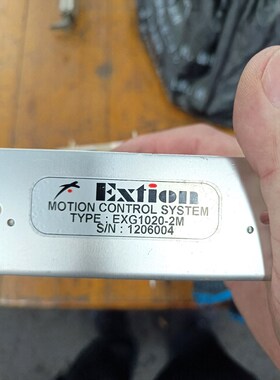 Extion
MOTION CONTROL SYSTEM
TYPE : EXG1020-2M
S/N : 1206004